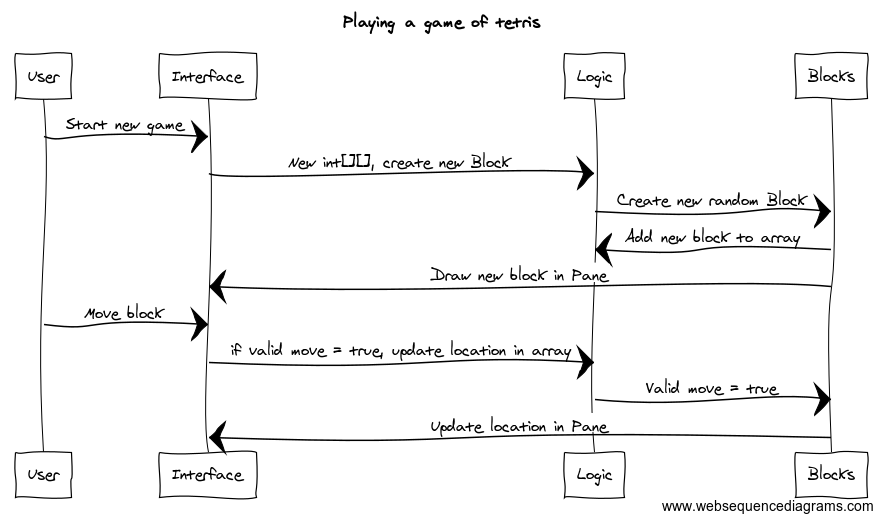 Playing a game of tetris
User
Interface
Logic
Blocks
Start new game
New int[][], create new Block
Create new random Block
Add new block to array
Draw new block in Pane
Move block
if valid move = true, update location in array
Valid move = true
Update location in Pane
User
Interface
Logic
Blocks
www.websequencediagrams.com